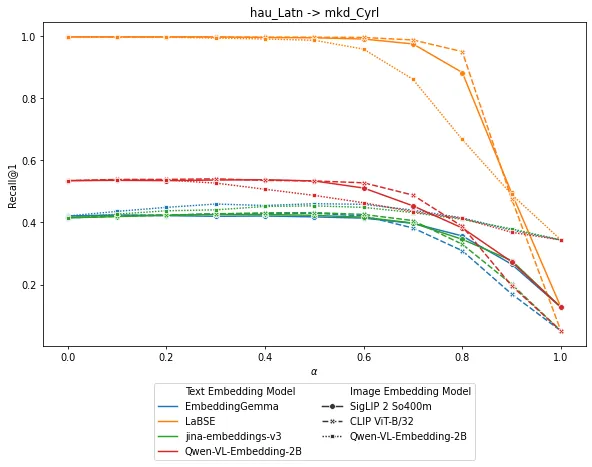 hau_Latn -> mkd_Cyrl
1.0
0.8
0.6
0.4
0.2
Recall@1
0.0 0.2 0.4 0.6 0.8 1.0
α
Text Embedding Model Image Embedding Model
EmbeddingGemma SigLIP 2 So400m
LaBSE CLIP ViT-B/32
jina-embeddings-v3 Qwen-VL-Embedding-2B
Qwen-VL-Embedding-2B